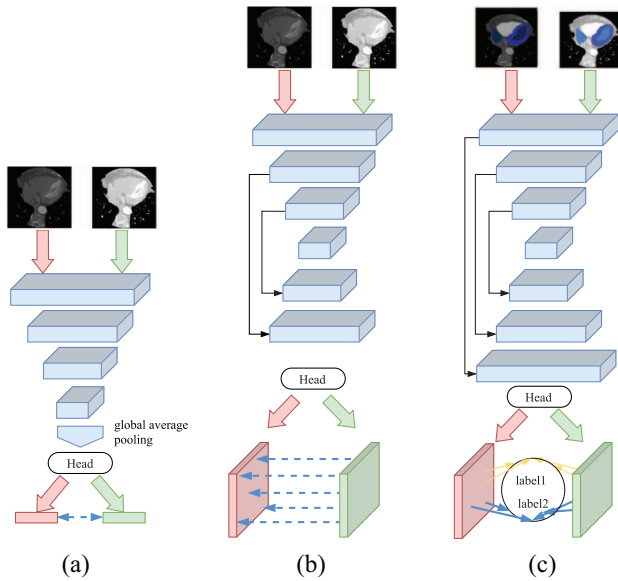 global average
pooling
Head
Head
Head
label1
label2
(a)
(b)
(c)